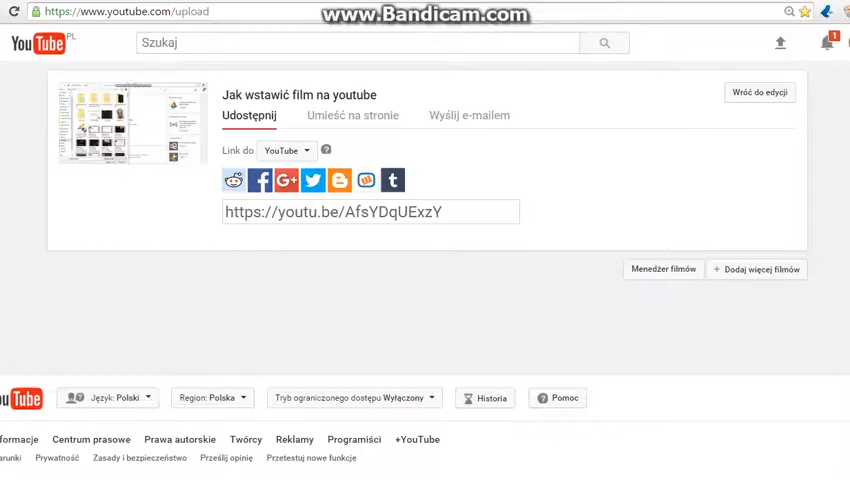 https://www.youtube.com/upload
www.Bandicam.com
YouTube PL
Szukaj
1
Jak wstawić film na youtube
Wróć do edycji
Udostępnij Umieść na stronie Wyślij e-mailem
Link do YouTube
https://youtu.be/AfsYDqUExzY
Menedżer filmów + Dodaj więcej filmów
ou Tube Język: Polski Region: Polska Tryb ograniczonego dostępu Wyłączony Historia Pomoc
formacje Centrum prasowe Prawa autorskie Twórcy Reklamy Programiści +YouTube
arunki Prywatność Zasady i bezpieczeństwo Prześlij opinię Przetestuj nowe funkcje